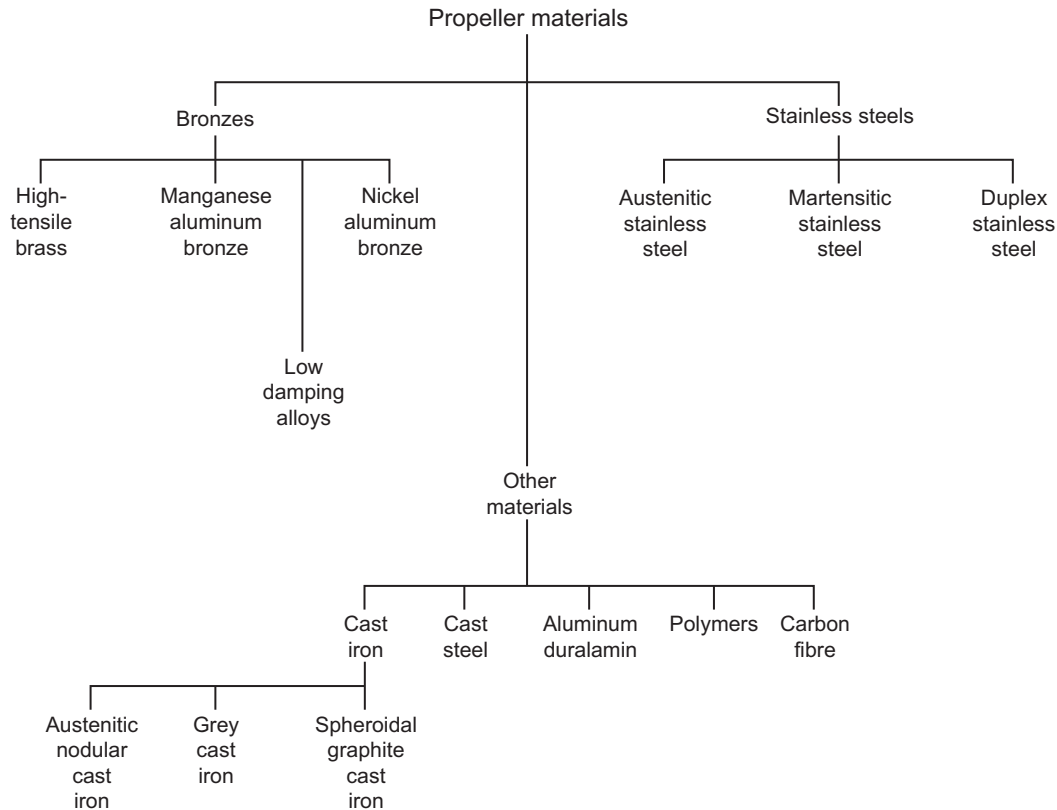 Propeller materials
Bronzes
Stainless steels
High-
tensile
brass
Manganese
aluminum
bronze
Nickel
aluminum
bronze
Low
damping
alloys
Austenitic
stainless
steel
Martensitic
stainless
steel
Duplex
stainless
steel
Other
materials
Cast
iron
Cast
steel
Aluminum
duralamin
Polymers
Carbon
fibre
Austenitic
nodular
cast
iron
Grey
cast
iron
Spheroidal
graphite
cast
iron